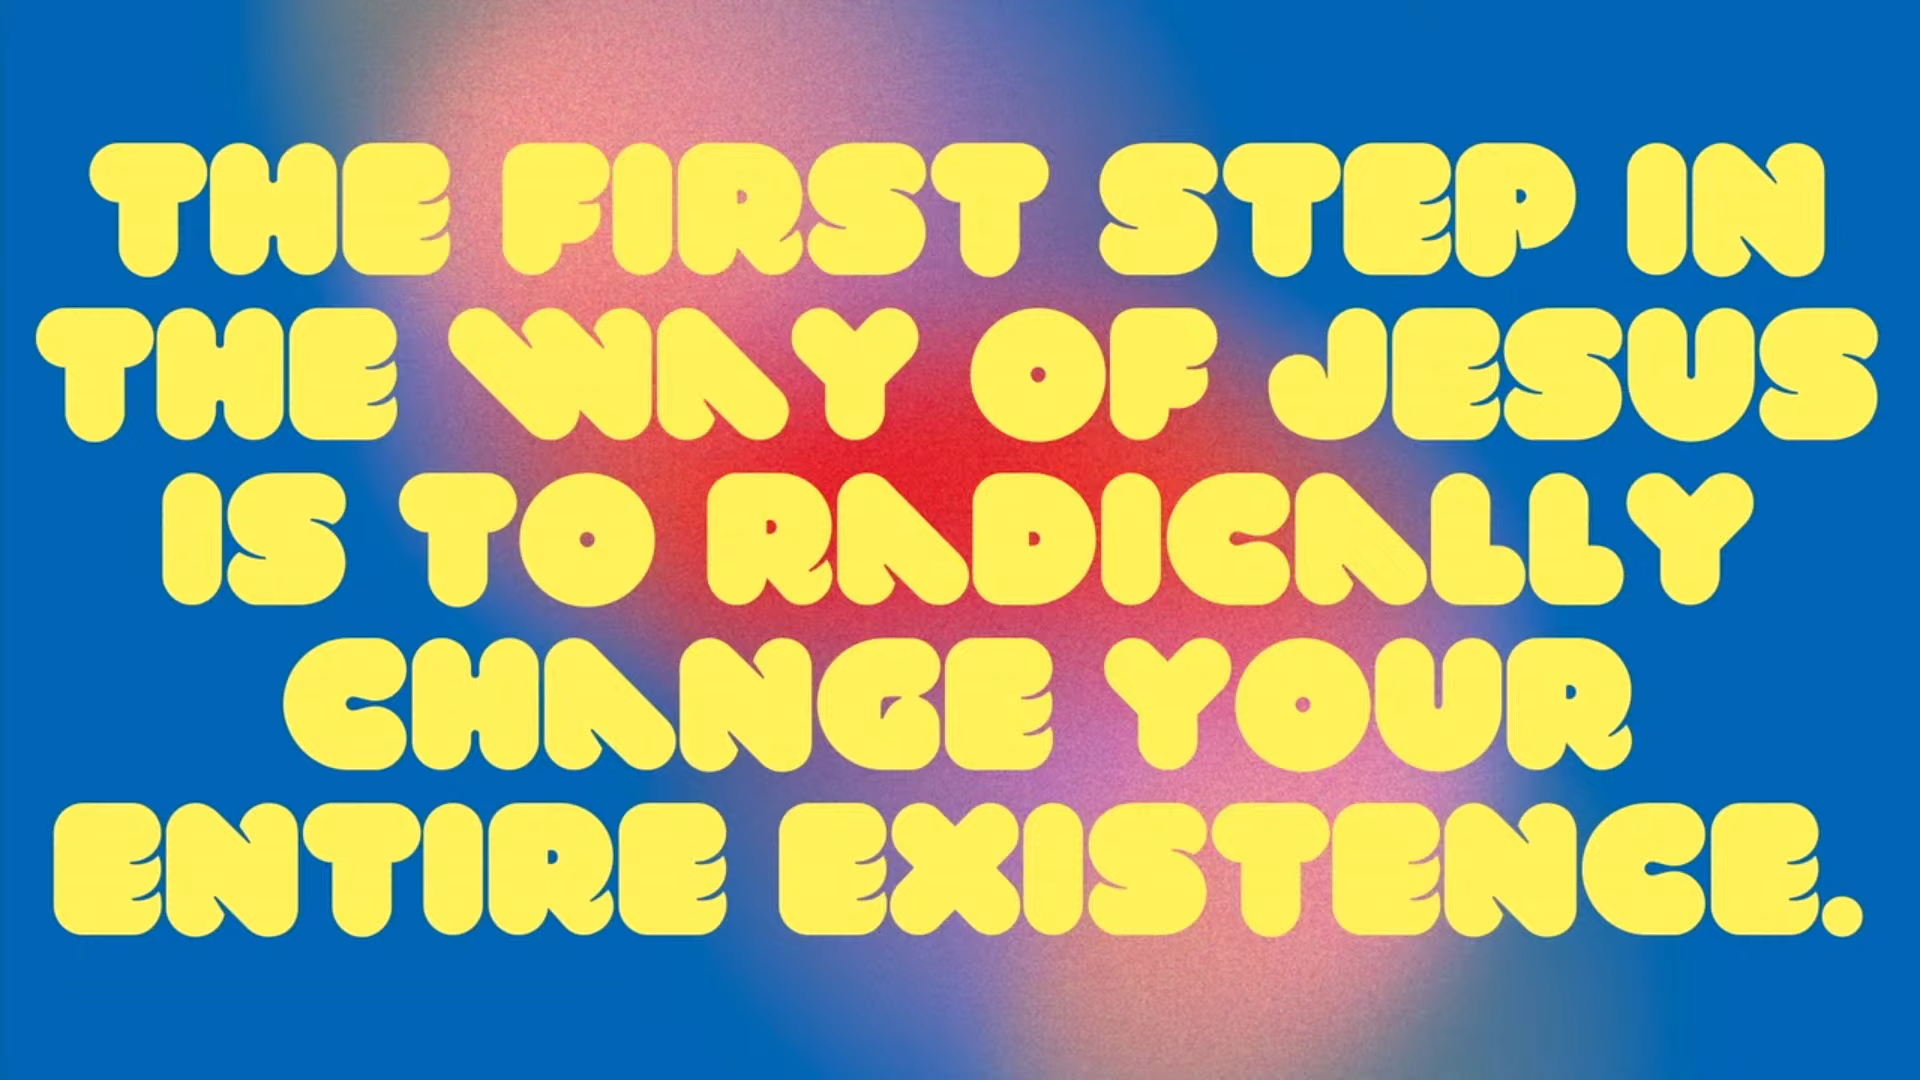 THE FIRST STEP IN
THE WAY OF JESUS
IS TO RADICALLY
CHANGE YOUR
ENTIRE EXISTENCE.